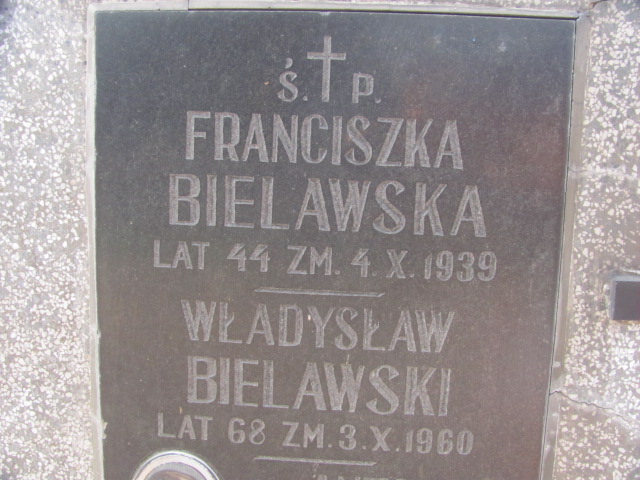 Ś. P.
FRANCISZKA
BIELAWSKA
LAT 44 ZM. 4. X. 1939
WŁADYSŁAW
BIELAWSKI
LAT 68 ZM. 3. X. 1960